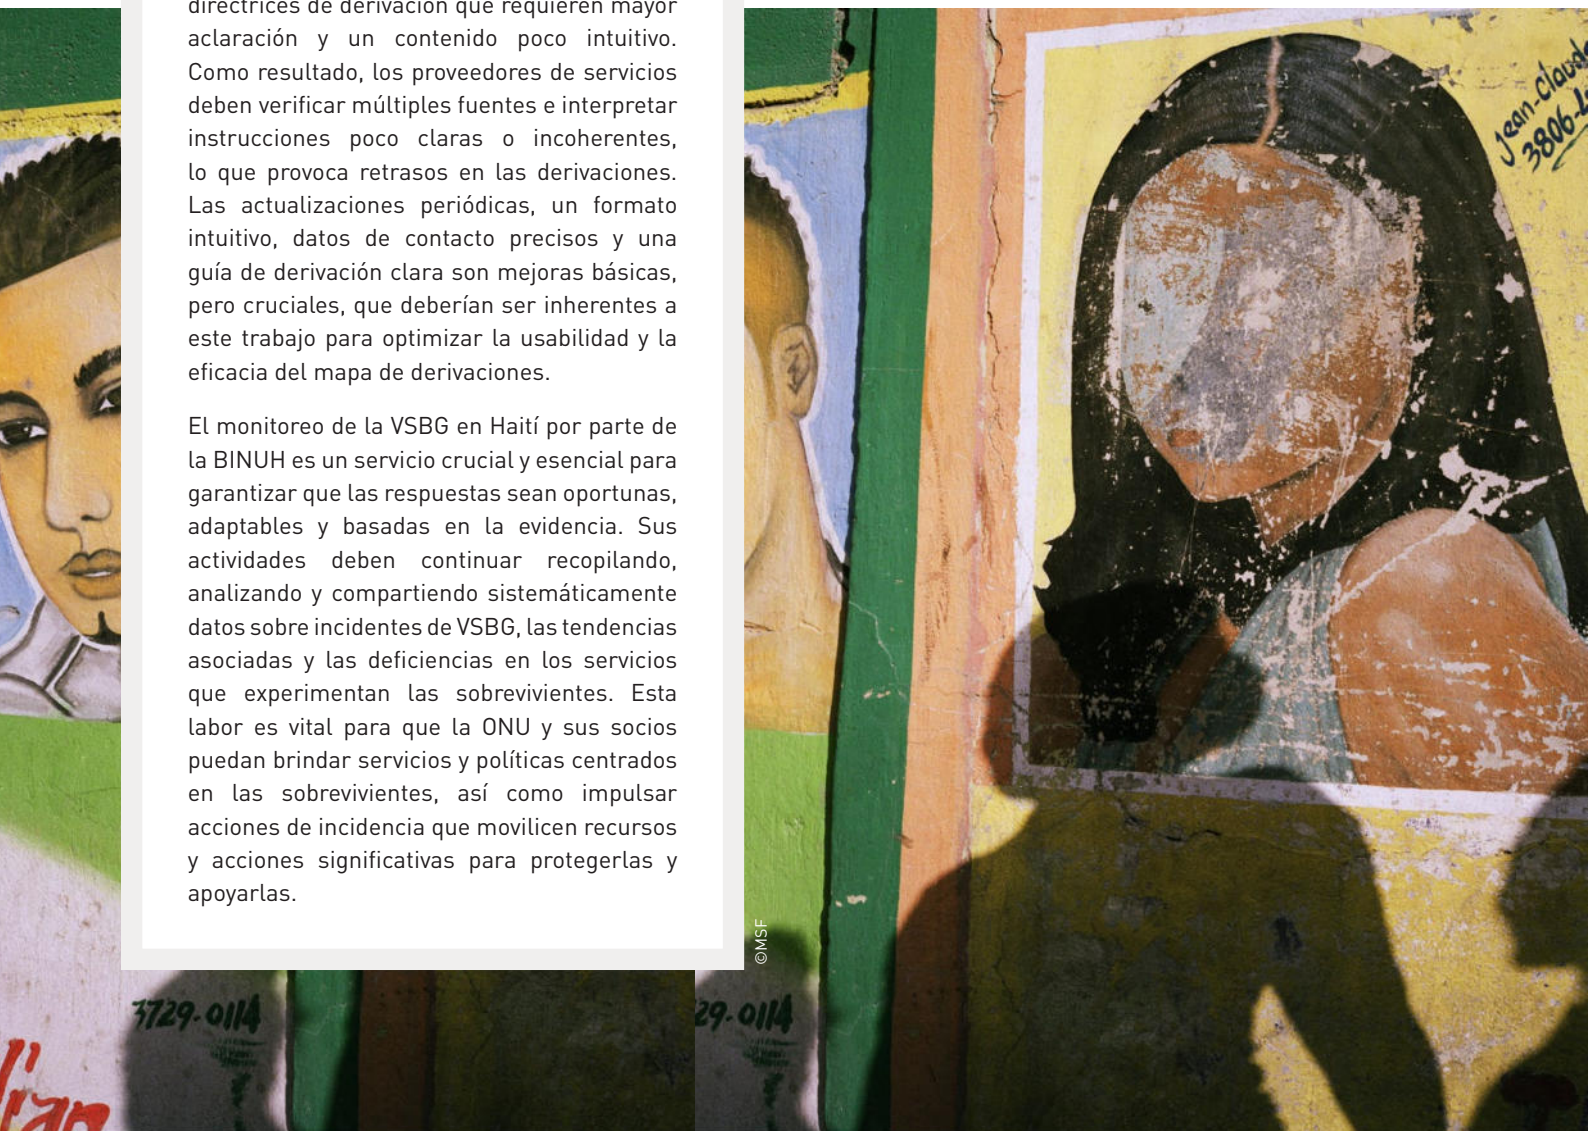 directrices de derivación que requieren mayor
aclaración y un contenido poco intuitivo.
Como resultado, los proveedores de servicios
deben verificar múltiples fuentes e interpretar
instrucciones poco claras o incoherentes,
lo que provoca retrasos en las derivaciones.
Las actualizaciones periódicas, un formato
intuitivo, datos de contacto precisos y una
guía de derivación clara son mejoras básicas,
pero cruciales, que deberían ser inherentes a
este trabajo para optimizar la usabilidad y la
eficacia del mapa de derivaciones.
El monitoreo de la VSBG en Haití por parte de
la BINUH es un servicio crucial y esencial para
garantizar que las respuestas sean oportunas,
adaptables y basadas en la evidencia. Sus
actividades deben continuar recopilando,
analizando y compartiendo sistemáticamente
datos sobre incidentes de VSBG, las tendencias
asociadas y las deficiencias en los servicios
que experimentan las sobrevivientes. Esta
labor es vital para que la ONU y sus socios
puedan brindar servicios y políticas centrados
en las sobrevivientes, así como impulsar
acciones de incidencia que movilicen recursos
y acciones significativas para protegerlas y
apoyarlas.
©MSF
Jean-Claude
3806-
3729-0114
29-0114